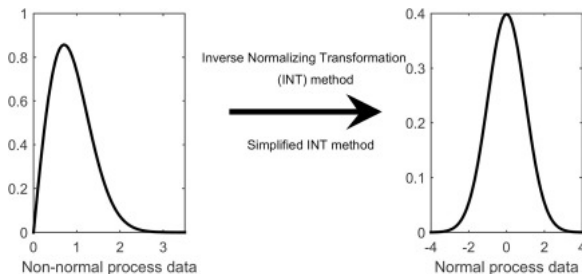 1
0.8
0.6
0.4
0.2
0
0 1 2 3
Non-normal process data
Inverse Normalizing Transformation
(INT) method
Simplified INT method
0.4
0.3
0.2
0.1
0
-4 -2 0 2 4
Normal process data